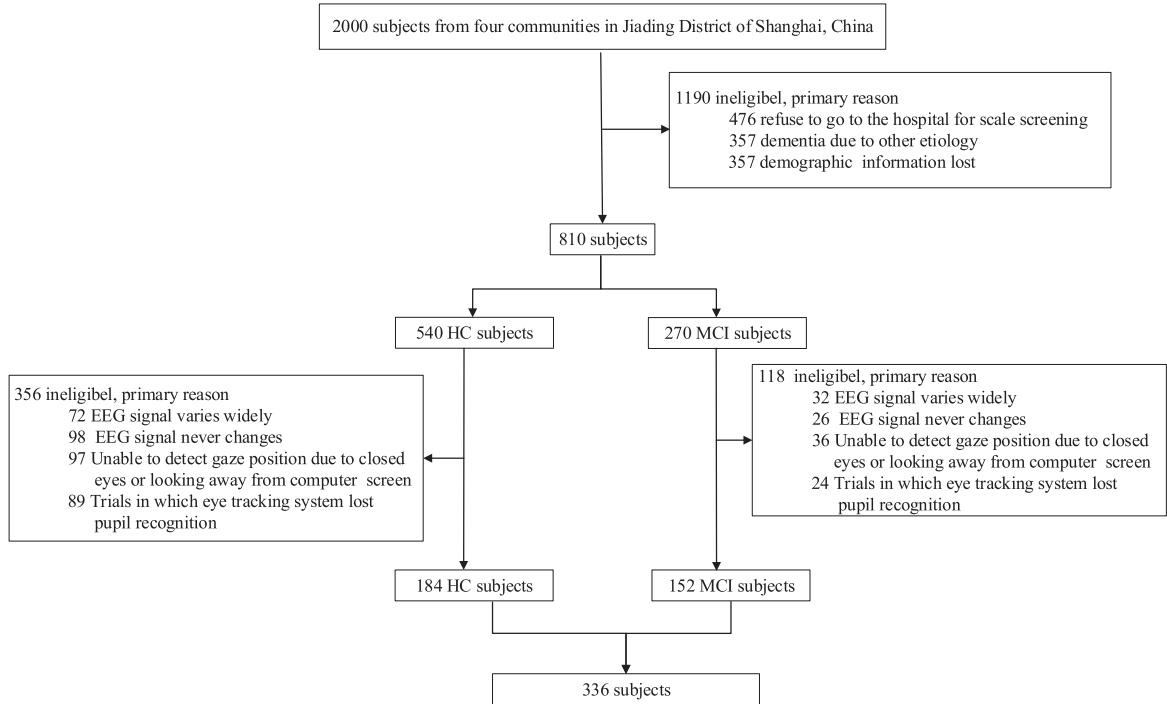 2000 subjects from four communities in Jiading District of Shanghai, China
1190 ineligibel, primary reason
476 refuse to go to the hospital for scale screening
357 dementia due to other etiology
357 demographic information lost
810 subjects
540 HC subjects
270 MCI subjects
356 ineligibel, primary reason
72 EEG signal varies widely
98 EEG signal never changes
97 Unable to detect gaze position due to closed
eyes or looking away from computer screen
89 Trials in which eye tracking system lost
pupil recognition
118 ineligibel, primary reason
32 EEG signal varies widely
26 EEG signal never changes
36 Unable to detect gaze position due to closed
eyes or looking away from computer screen
24 Trials in which eye tracking system lost
pupil recognition
184 HC subjects
152 MCI subjects
336 subjects